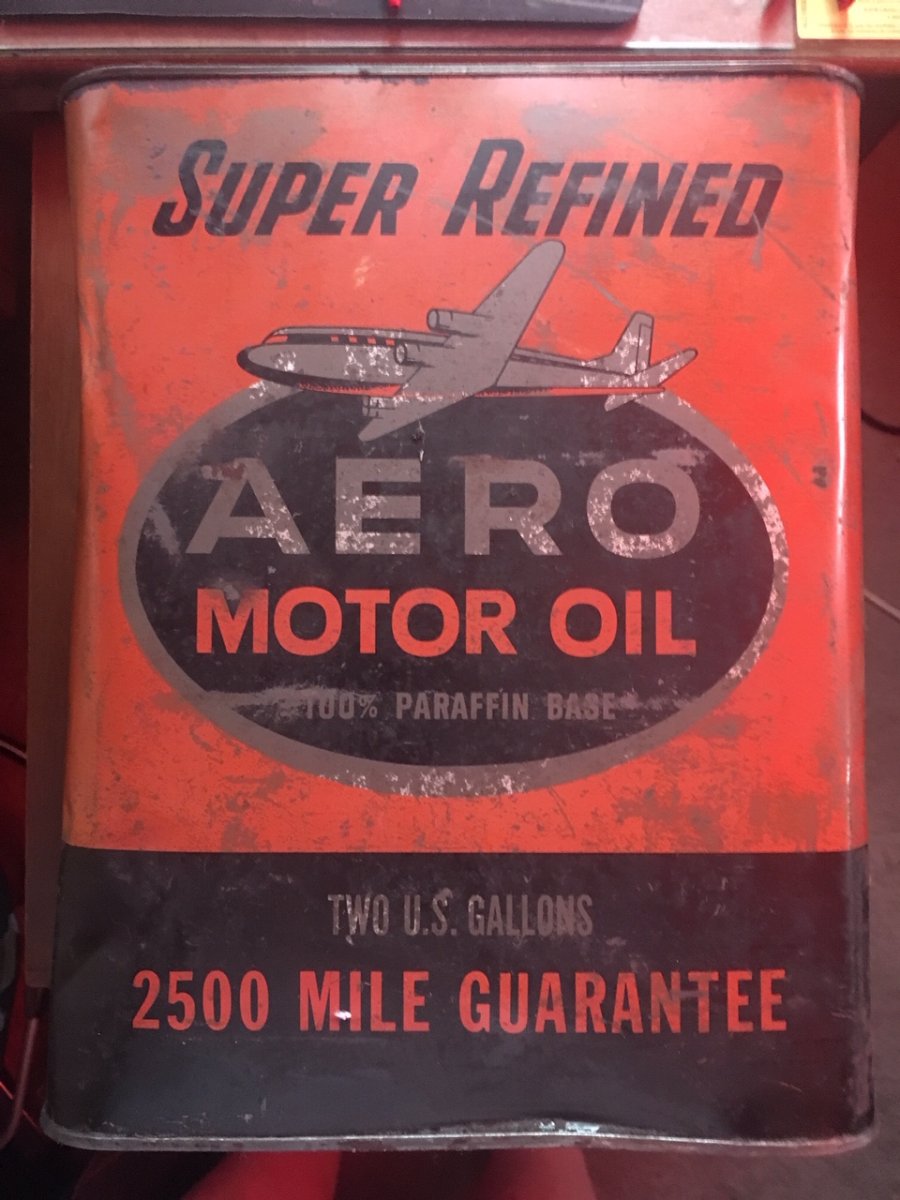 SUPER REFINED
AERO
MOTOR OIL
100% PARAFFIN BASE
TWO U.S. GALLONS
2500 MILE GUARANTEE